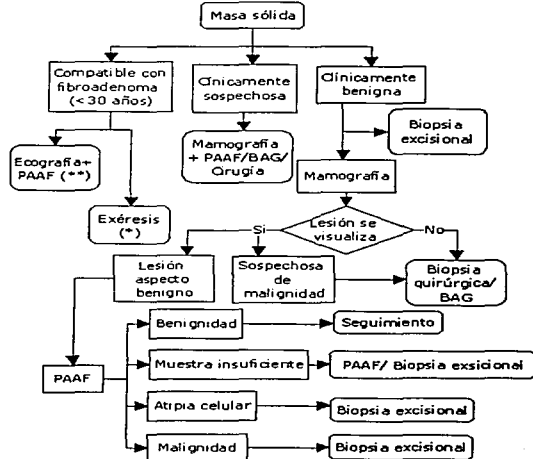 Masa sólida
Compatible con
fibroadenoma
(<30 años)
Clínicamente
sospechosa
Clínicamente
benigna
Ecografía+
PAAF (**)
Mamografía
+ PAAF/BAG/
Cirugía
Biopsia
excisional
Mamografía
Exéresis
(*)
Lesión se
visualiza
Si
No
Lesión
aspecto
benigno
Sospechosa
de
malignidad
Biopsia
quirúrgica/
BAG
PAAF
Benignidad
Seguimiento
Muestra insuficiente
PAAF/ Biopsia exsicional
Atipia celular
Biopsia excisional
Malignidad
Biopsia excisional